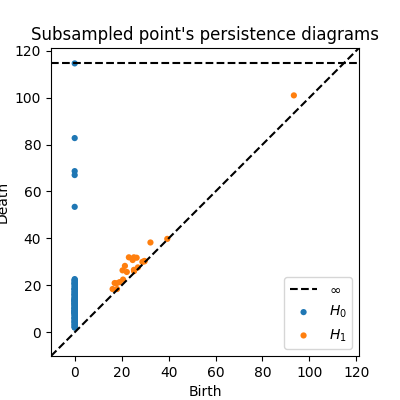 Subsampled point's persistence diagrams
120
100
80
60
40
20
0
Death
0 20 40 60 80 100 120
Birth
∞
H₀
H₁